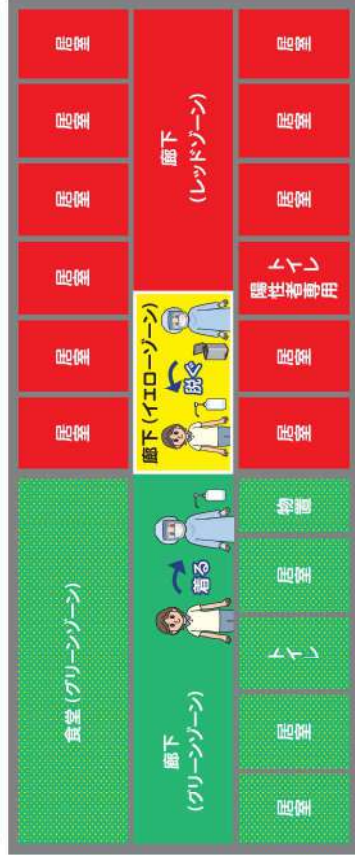 食堂(グリーンゾーン)
居室
居室
居室
居室
居室
居室
廊下
(グリーンゾーン)
着る
廊下(イエローゾーン)
脱ぐ
廊下
(レッドゾーン)
居室
居室
トイレ
居室
物置
居室
居室
トイレ
陽性者専用
居室
居室
居室